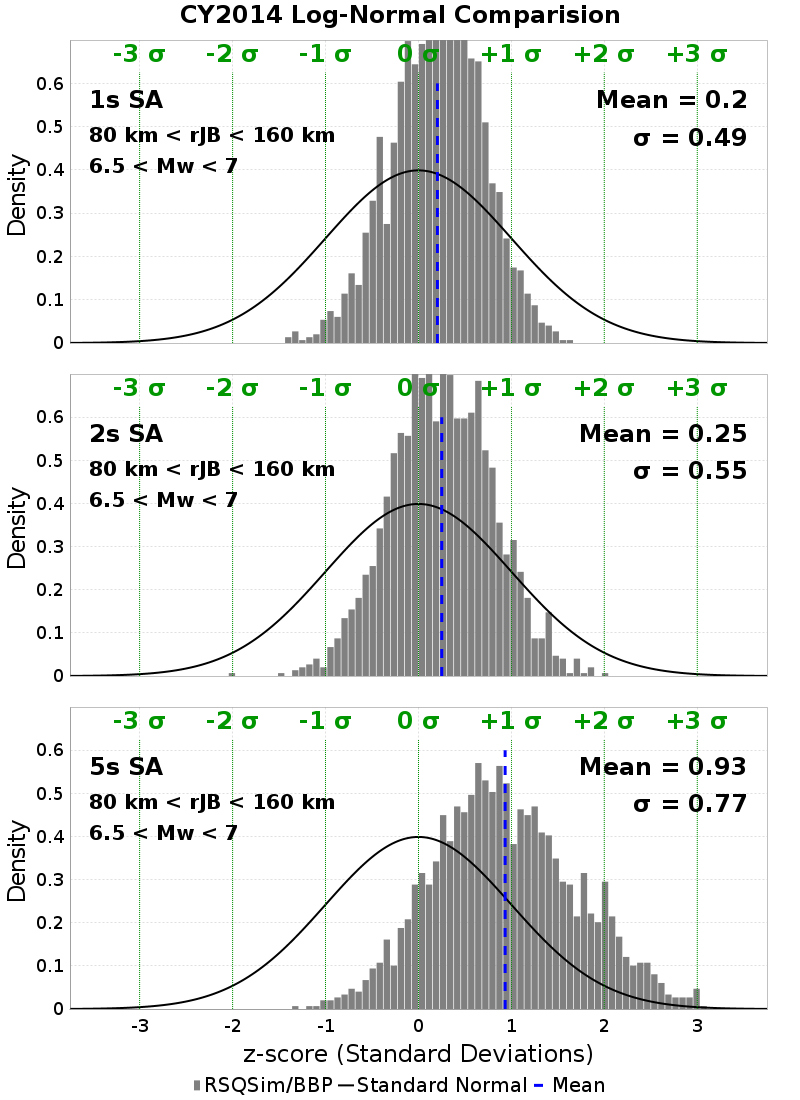 CY2014 Log-Normal Comparision
-3 σ -2 σ -1 σ 0 σ +1 σ +2 σ +3 σ
1s SA
80 km < rJB < 160 km
6.5 < Mw < 7
Mean = 0.2
σ = 0.49
Density
0.6
0.5
0.4
0.3
0.2
0.1
0
-3 σ -2 σ -1 σ 0 σ +1 σ +2 σ +3 σ
2s SA
80 km < rJB < 160 km
6.5 < Mw < 7
Mean = 0.25
σ = 0.55
Density
0.6
0.5
0.4
0.3
0.2
0.1
0
-3 σ -2 σ -1 σ 0 σ +1 σ +2 σ +3 σ
5s SA
80 km < rJB < 160 km
6.5 < Mw < 7
Mean = 0.93
σ = 0.77
Density
0.6
0.5
0.4
0.3
0.2
0.1
0
-3 -2 -1 0 1 2 3
z-score (Standard Deviations)
RSQSim/BBP Standard Normal Mean